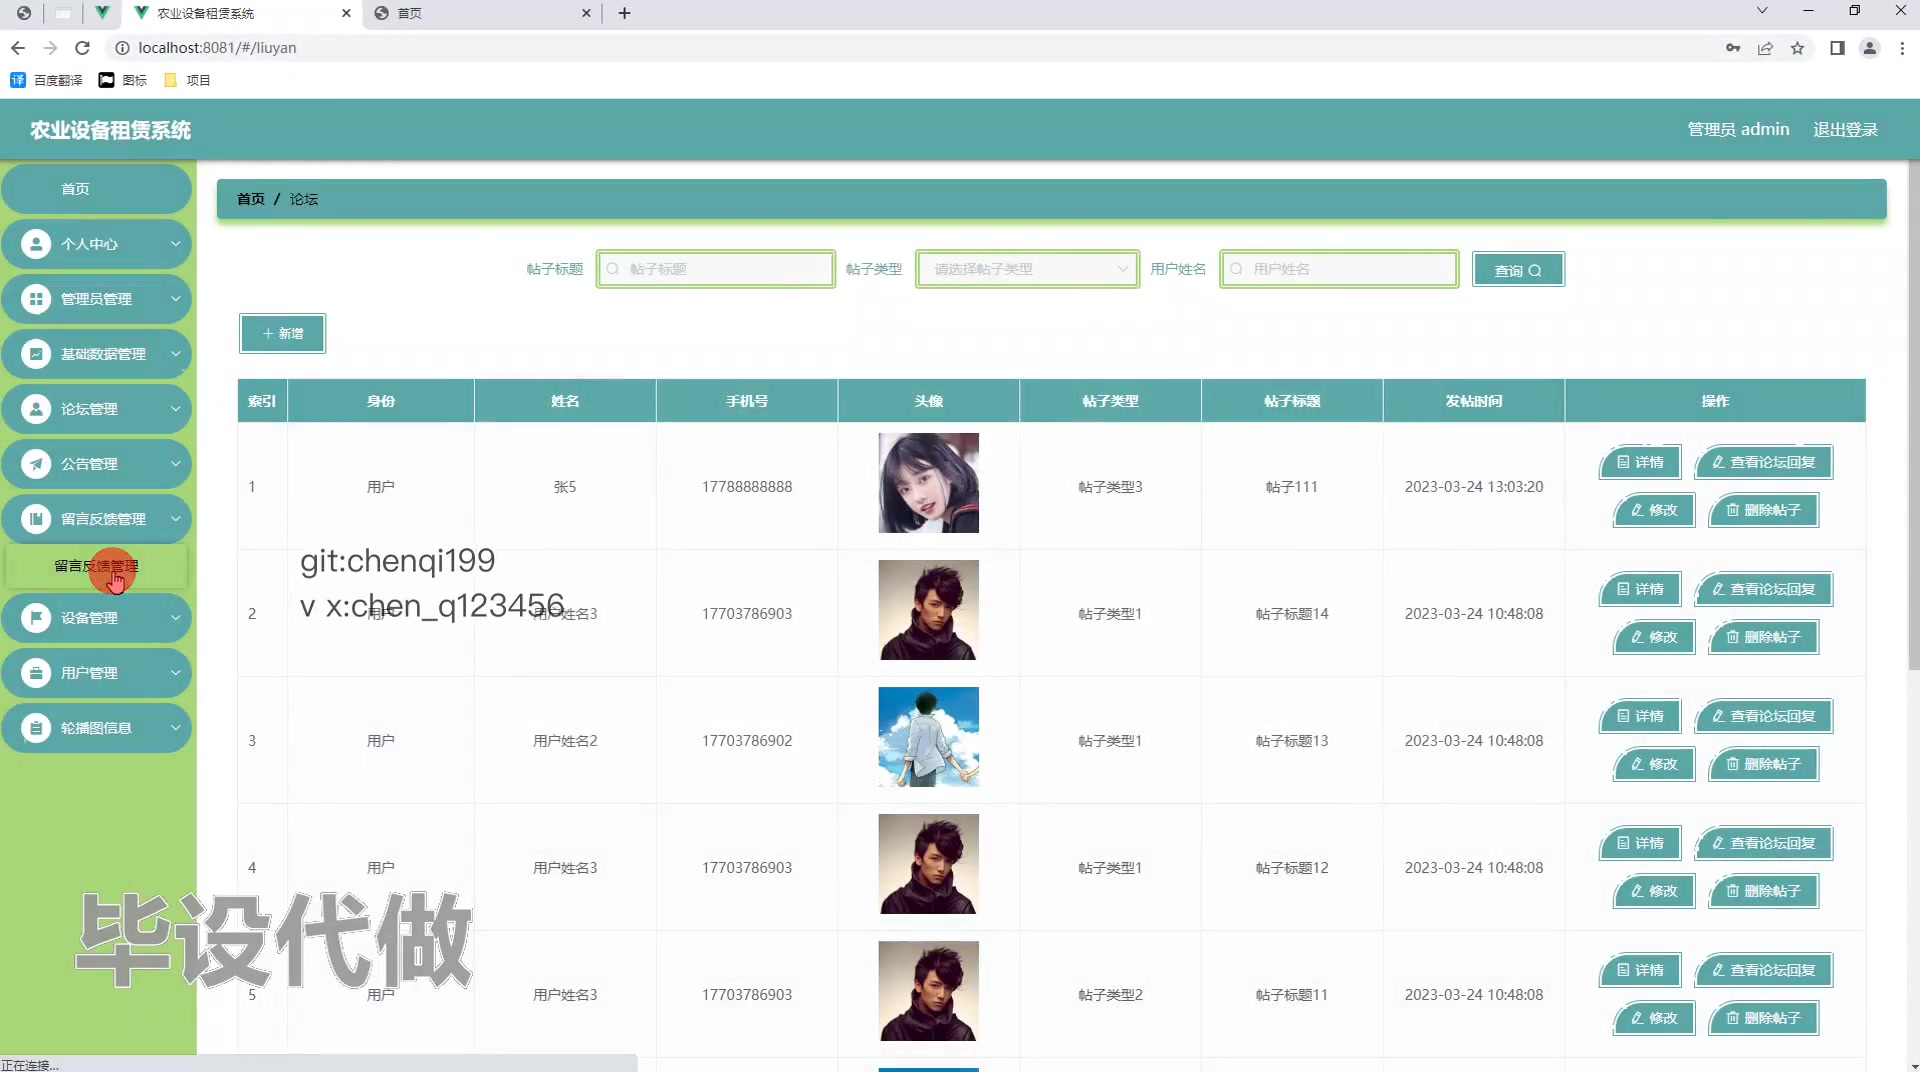 农业设备租赁系统
首页
localhost:8081/#/liuyan
译 百度翻译 图标 项目
农业设备租赁系统
管理员 admin 退出登录
首页
个人中心
管理员管理
基础数据管理
论坛管理
公告管理
留言反馈管理
留言反馈管理
设备管理
用户管理
轮播图信息
首页 / 论坛
帖子标题 帖子标题 帖子类型 请选择帖子类型 用户姓名 用户姓名 查询
+ 新增
索引 身份 姓名 手机号 头像 帖子类型 帖子标题 发帖时间 操作
1 用户 张5 17788888888 帖子类型3 帖子111 2023-03-24 13:03:20 详情 查看论坛回复
修改 删除帖子
git:chenqi199
v x:chen_q123456
2 用户 用户姓名3 17703786903 帖子类型1 帖子标题14 2023-03-24 10:48:08 详情 查看论坛回复
修改 删除帖子
3 用户 用户姓名2 17703786902 帖子类型1 帖子标题13 2023-03-24 10:48:08 详情 查看论坛回复
修改 删除帖子
4 用户 用户姓名3 17703786903 帖子类型1 帖子标题12 2023-03-24 10:48:08 详情 查看论坛回复
修改 删除帖子
毕设代做
5 用户 用户姓名3 17703786903 帖子类型2 帖子标题11 2023-03-24 10:48:08 详情 查看论坛回复
修改 删除帖子
正在连接...